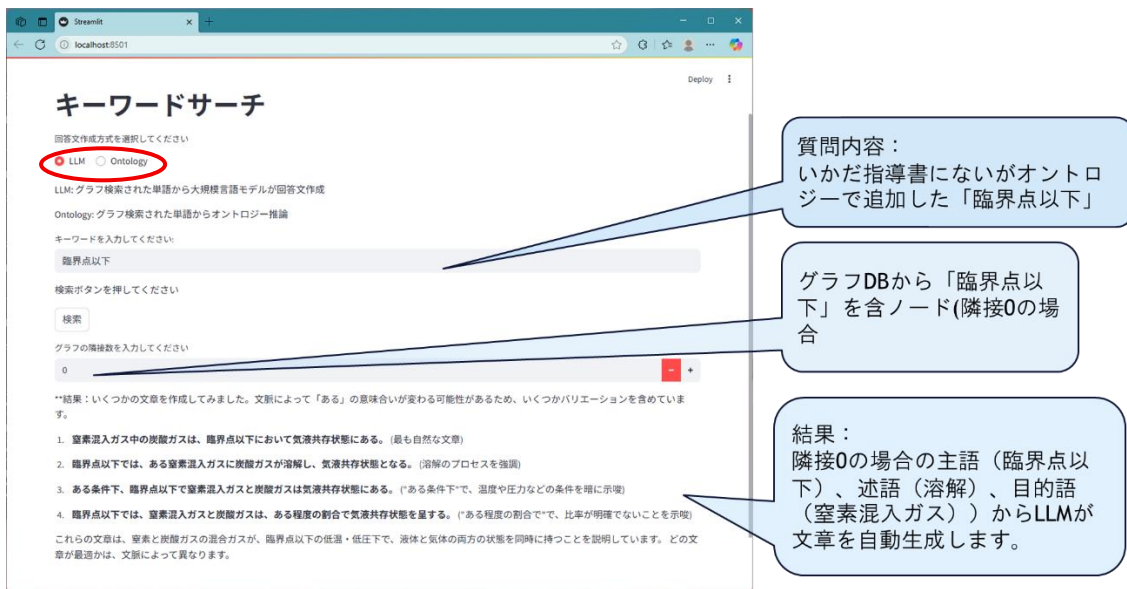 Streamlit
localhost:8501
Deploy
キーワードサーチ
回答文作成方式を選択してください
LLM
Ontology
LLM: グラフ検索された単語から大規模言語モデルが回答文作成
Ontology: グラフ検索された単語からオントロジー推論
キーワードを入力してください:
臨界点以下
検索ボタンを押してください
検索
グラフの隣接数を入力してください
0
− +
**結果：いくつかの文章を作成してみました。文脈によって「ある」の意味合いが変わる可能性があるため、いくつかバリエーションを含めていま
す。
1. 窒素混入ガス中の炭酸ガスは、臨界点以下において気液共存状態にある。 (最も自然な文章)
2. 臨界点以下では、ある窒素混入ガスに炭酸ガスが溶解し、気液共存状態となる。 (溶解のプロセスを強調)
3. ある条件下、臨界点以下で窒素混入ガスと炭酸ガスは気液共存状態にある。 ("ある条件下"で、温度や圧力などの条件を暗に示唆)
4. 臨界点以下では、窒素混入ガスと炭酸ガスは、ある程度の割合で気液共存状態を呈する。 ("ある程度の割合で"で、比率が明確でないことを示唆)
これらの文章は、窒素と炭酸ガスの混合ガスが、臨界点以下の低温・低圧下で、液体と気体の両方の状態を同時に持つことを説明しています。 どの文
章が最適かは、文脈によって異なります。
質問内容：
いかだ指導書にないがオントロ
ジーで追加した「臨界点以下」
グラフDBから「臨界点以
下」を含ノード(隣接0の場
合
結果：
隣接0の場合の主語（臨界点以
下）、述語（溶解）、目的語
（窒素混入ガス））からLLMが
文章を自動生成します。